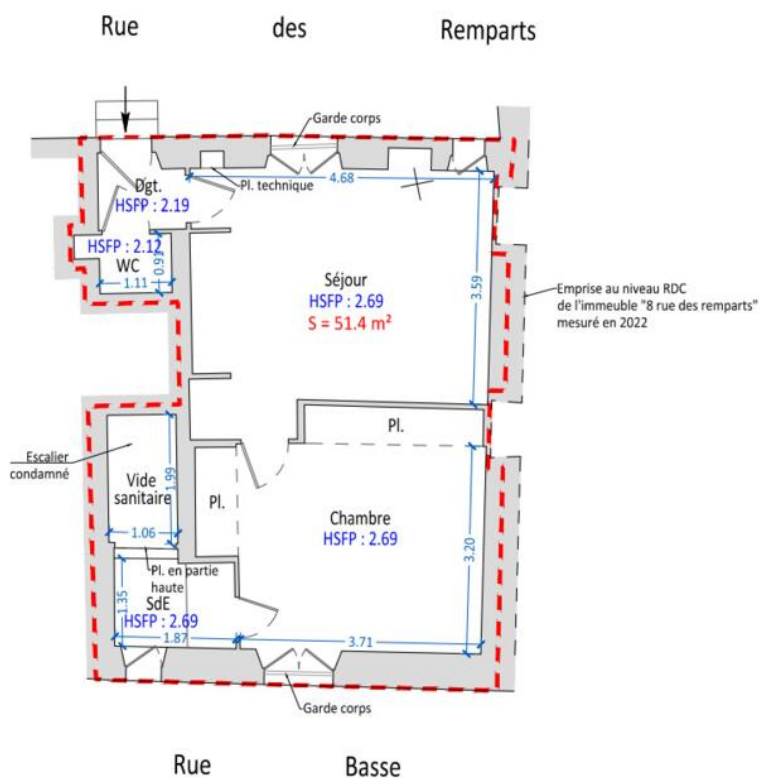 Rue des Remparts
Garde corps
Dgt.
HSFP : 2.19
Pl. technique
4.68
HSFP : 2.12
WC
0.91
1.11
Séjour
HSFP : 2.69
S = 51.4 m²
3.59
Emprise au niveau RDC
de l'immeuble "8 rue des remparts"
mesuré en 2022
Pl.
Escalier
condamné
Vide
sanitaire
1.99
1.06
Pl.
Chambre
HSFP : 2.69
3.20
Pl. en partie
haute
SdE
HSFP : 2.69
1.35
1.87
3.71
Garde corps
Rue Basse